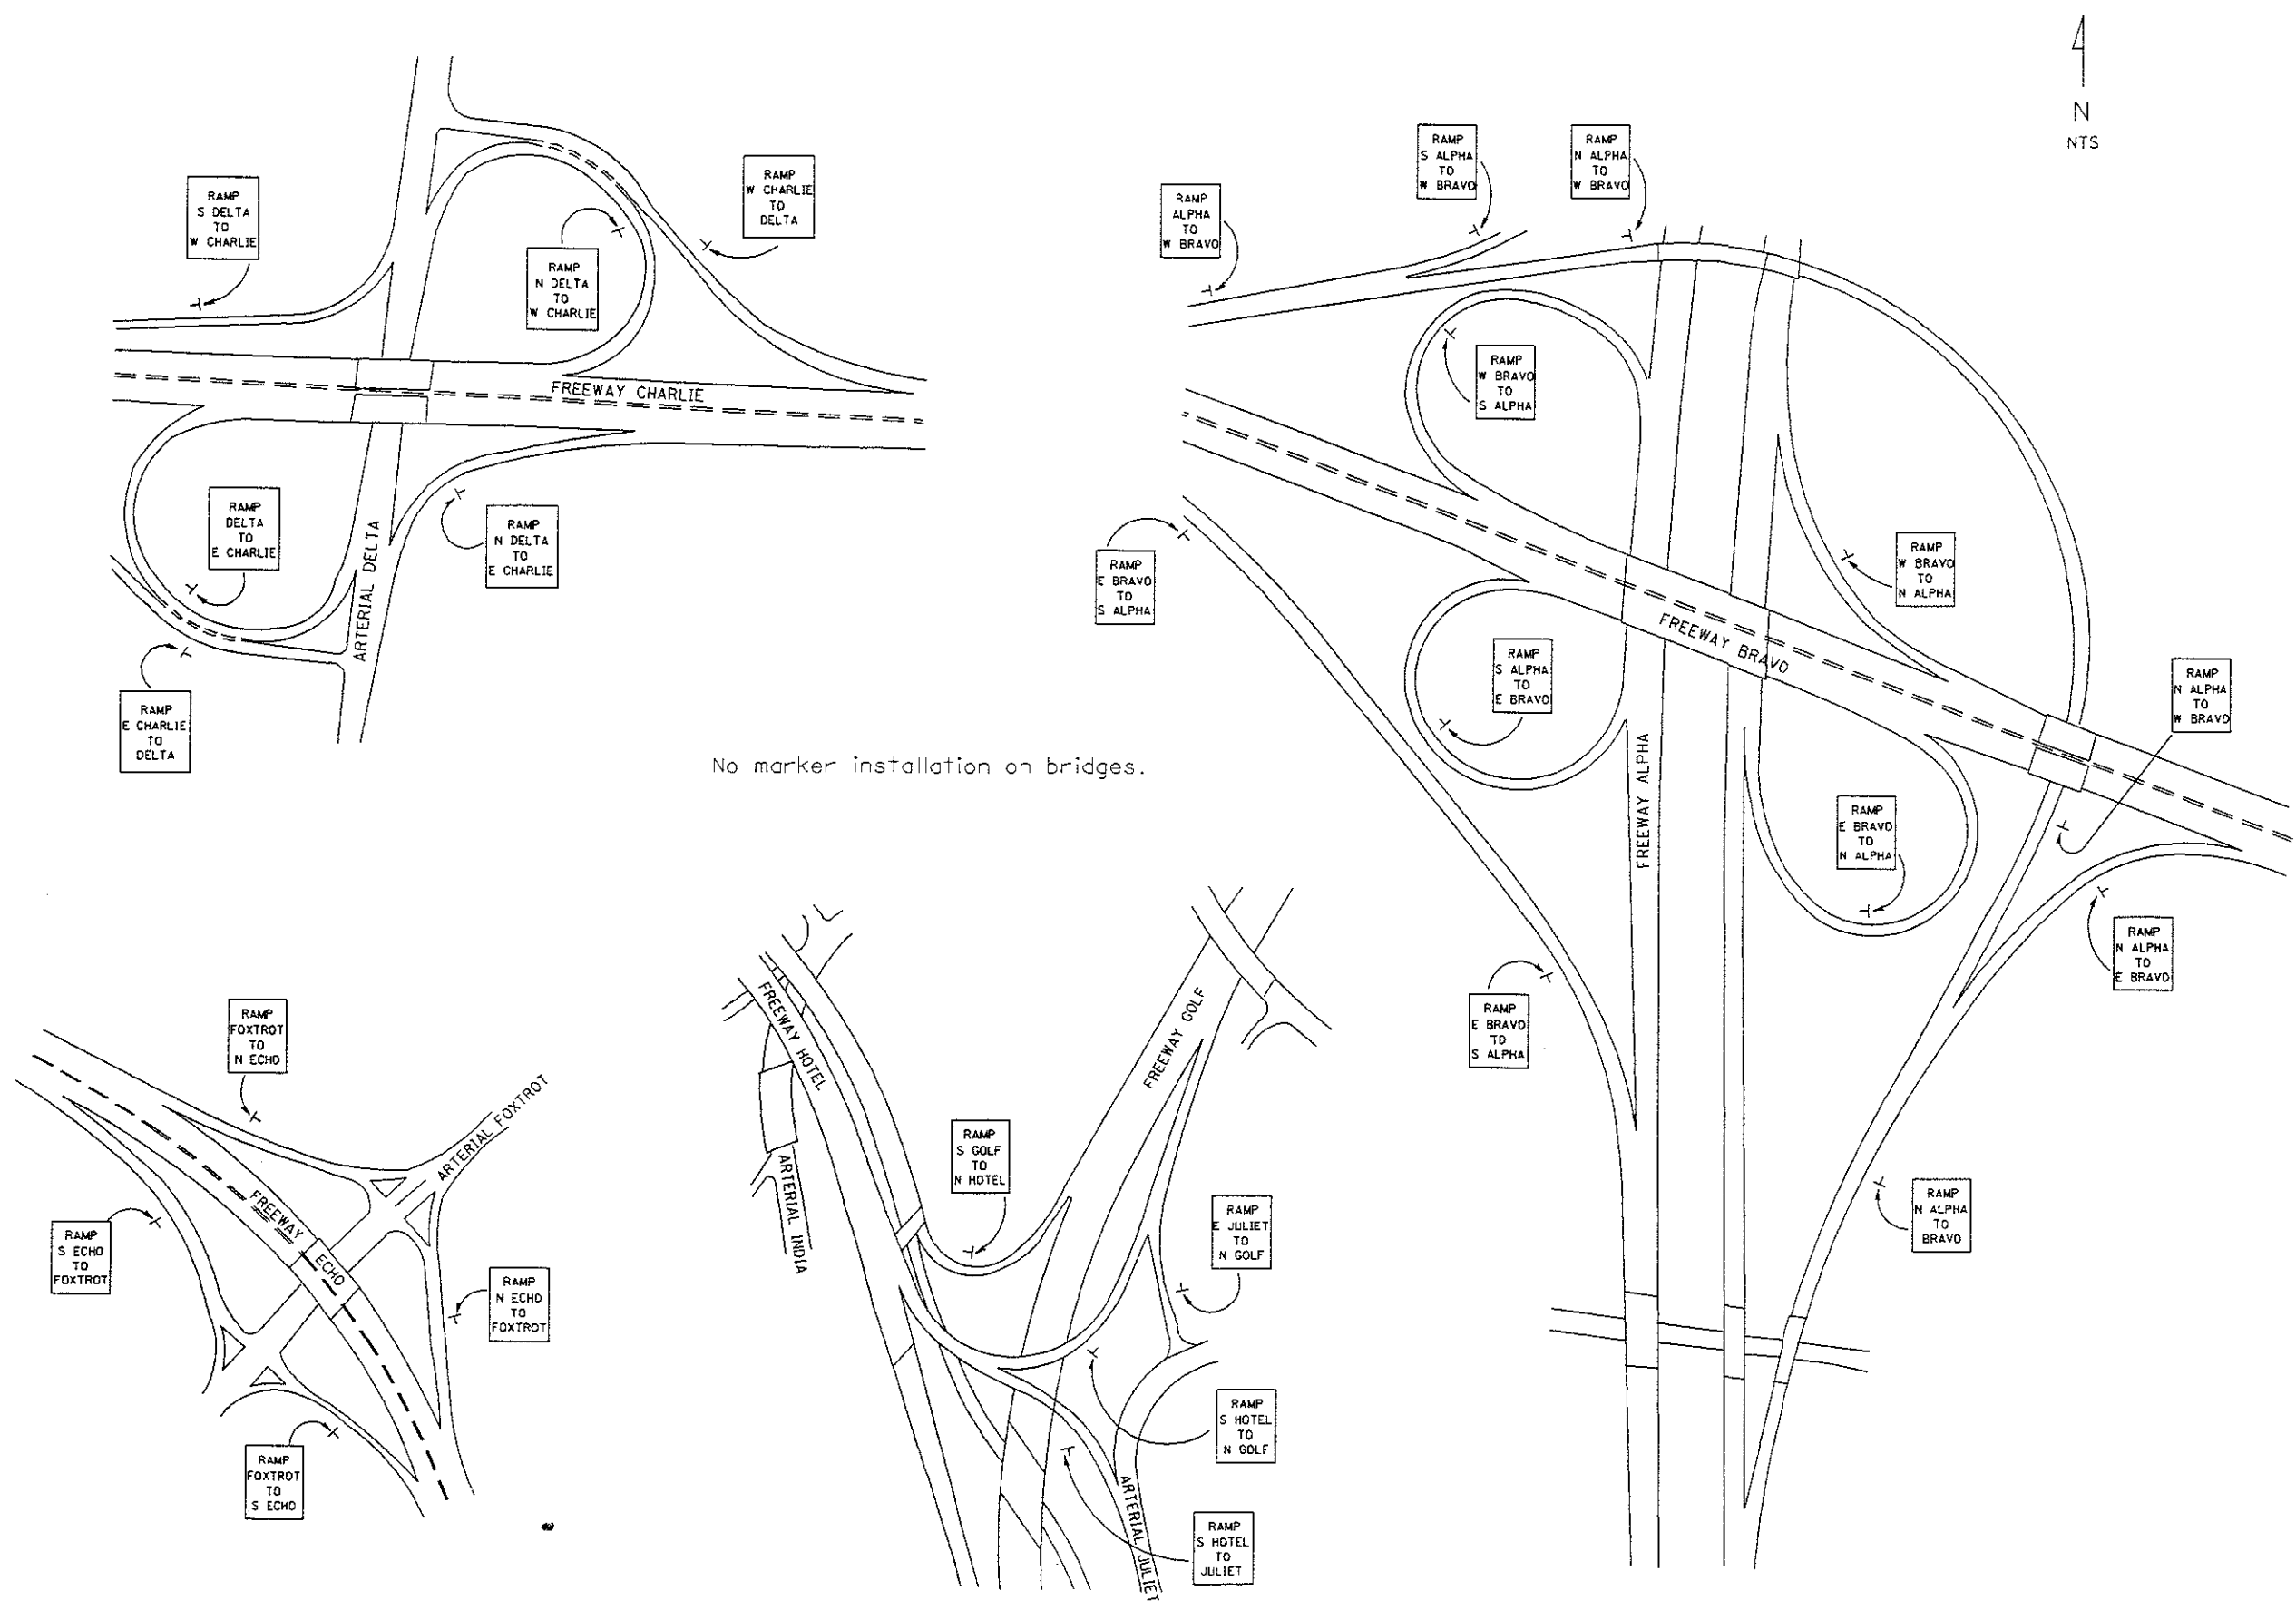 N
NTS
RAMP
S DELTA
TO
W CHARLIE
RAMP
W CHARLIE
TO
DELTA
RAMP
N DELTA
TO
W CHARLIE
FREEWAY CHARLIE
RAMP
DELTA
TO
E CHARLIE
RAMP
N DELTA
TO
E CHARLIE
ARTERIAL DELTA
RAMP
E CHARLIE
TO
DELTA
No marker installation on bridges.
RAMP
S ALPHA
TO
W BRAVO
RAMP
N ALPHA
TO
W BRAVO
RAMP
ALPHA
TO
W BRAVO
RAMP
W BRAVO
TO
S ALPHA
RAMP
E BRAVO
TO
S ALPHA
RAMP
W BRAVO
TO
N ALPHA
FREEWAY BRAVO
RAMP
S ALPHA
TO
E BRAVO
RAMP
N ALPHA
TO
W BRAVO
FREEWAY ALPHA
RAMP
E BRAVO
TO
N ALPHA
RAMP
N ALPHA
TO
E BRAVO
RAMP
E BRAVO
TO
S ALPHA
RAMP
N ALPHA
TO
BRAVO
RAMP
FOXTROT
TO
N ECHO
ARTERIAL FOXTROT
FREEWAY ECHO
RAMP
S ECHO
TO
FOXTROT
RAMP
N ECHO
TO
FOXTROT
RAMP
FOXTROT
TO
S ECHO
FREEWAY HOTEL
FREEWAY GOLF
ARTERIAL INDIA
RAMP
S GOLF
TO
N HOTEL
RAMP
E JULIET
TO
N GOLF
RAMP
S HOTEL
TO
N GOLF
ARTERIAL JULIET
RAMP
S HOTEL
TO
JULIET